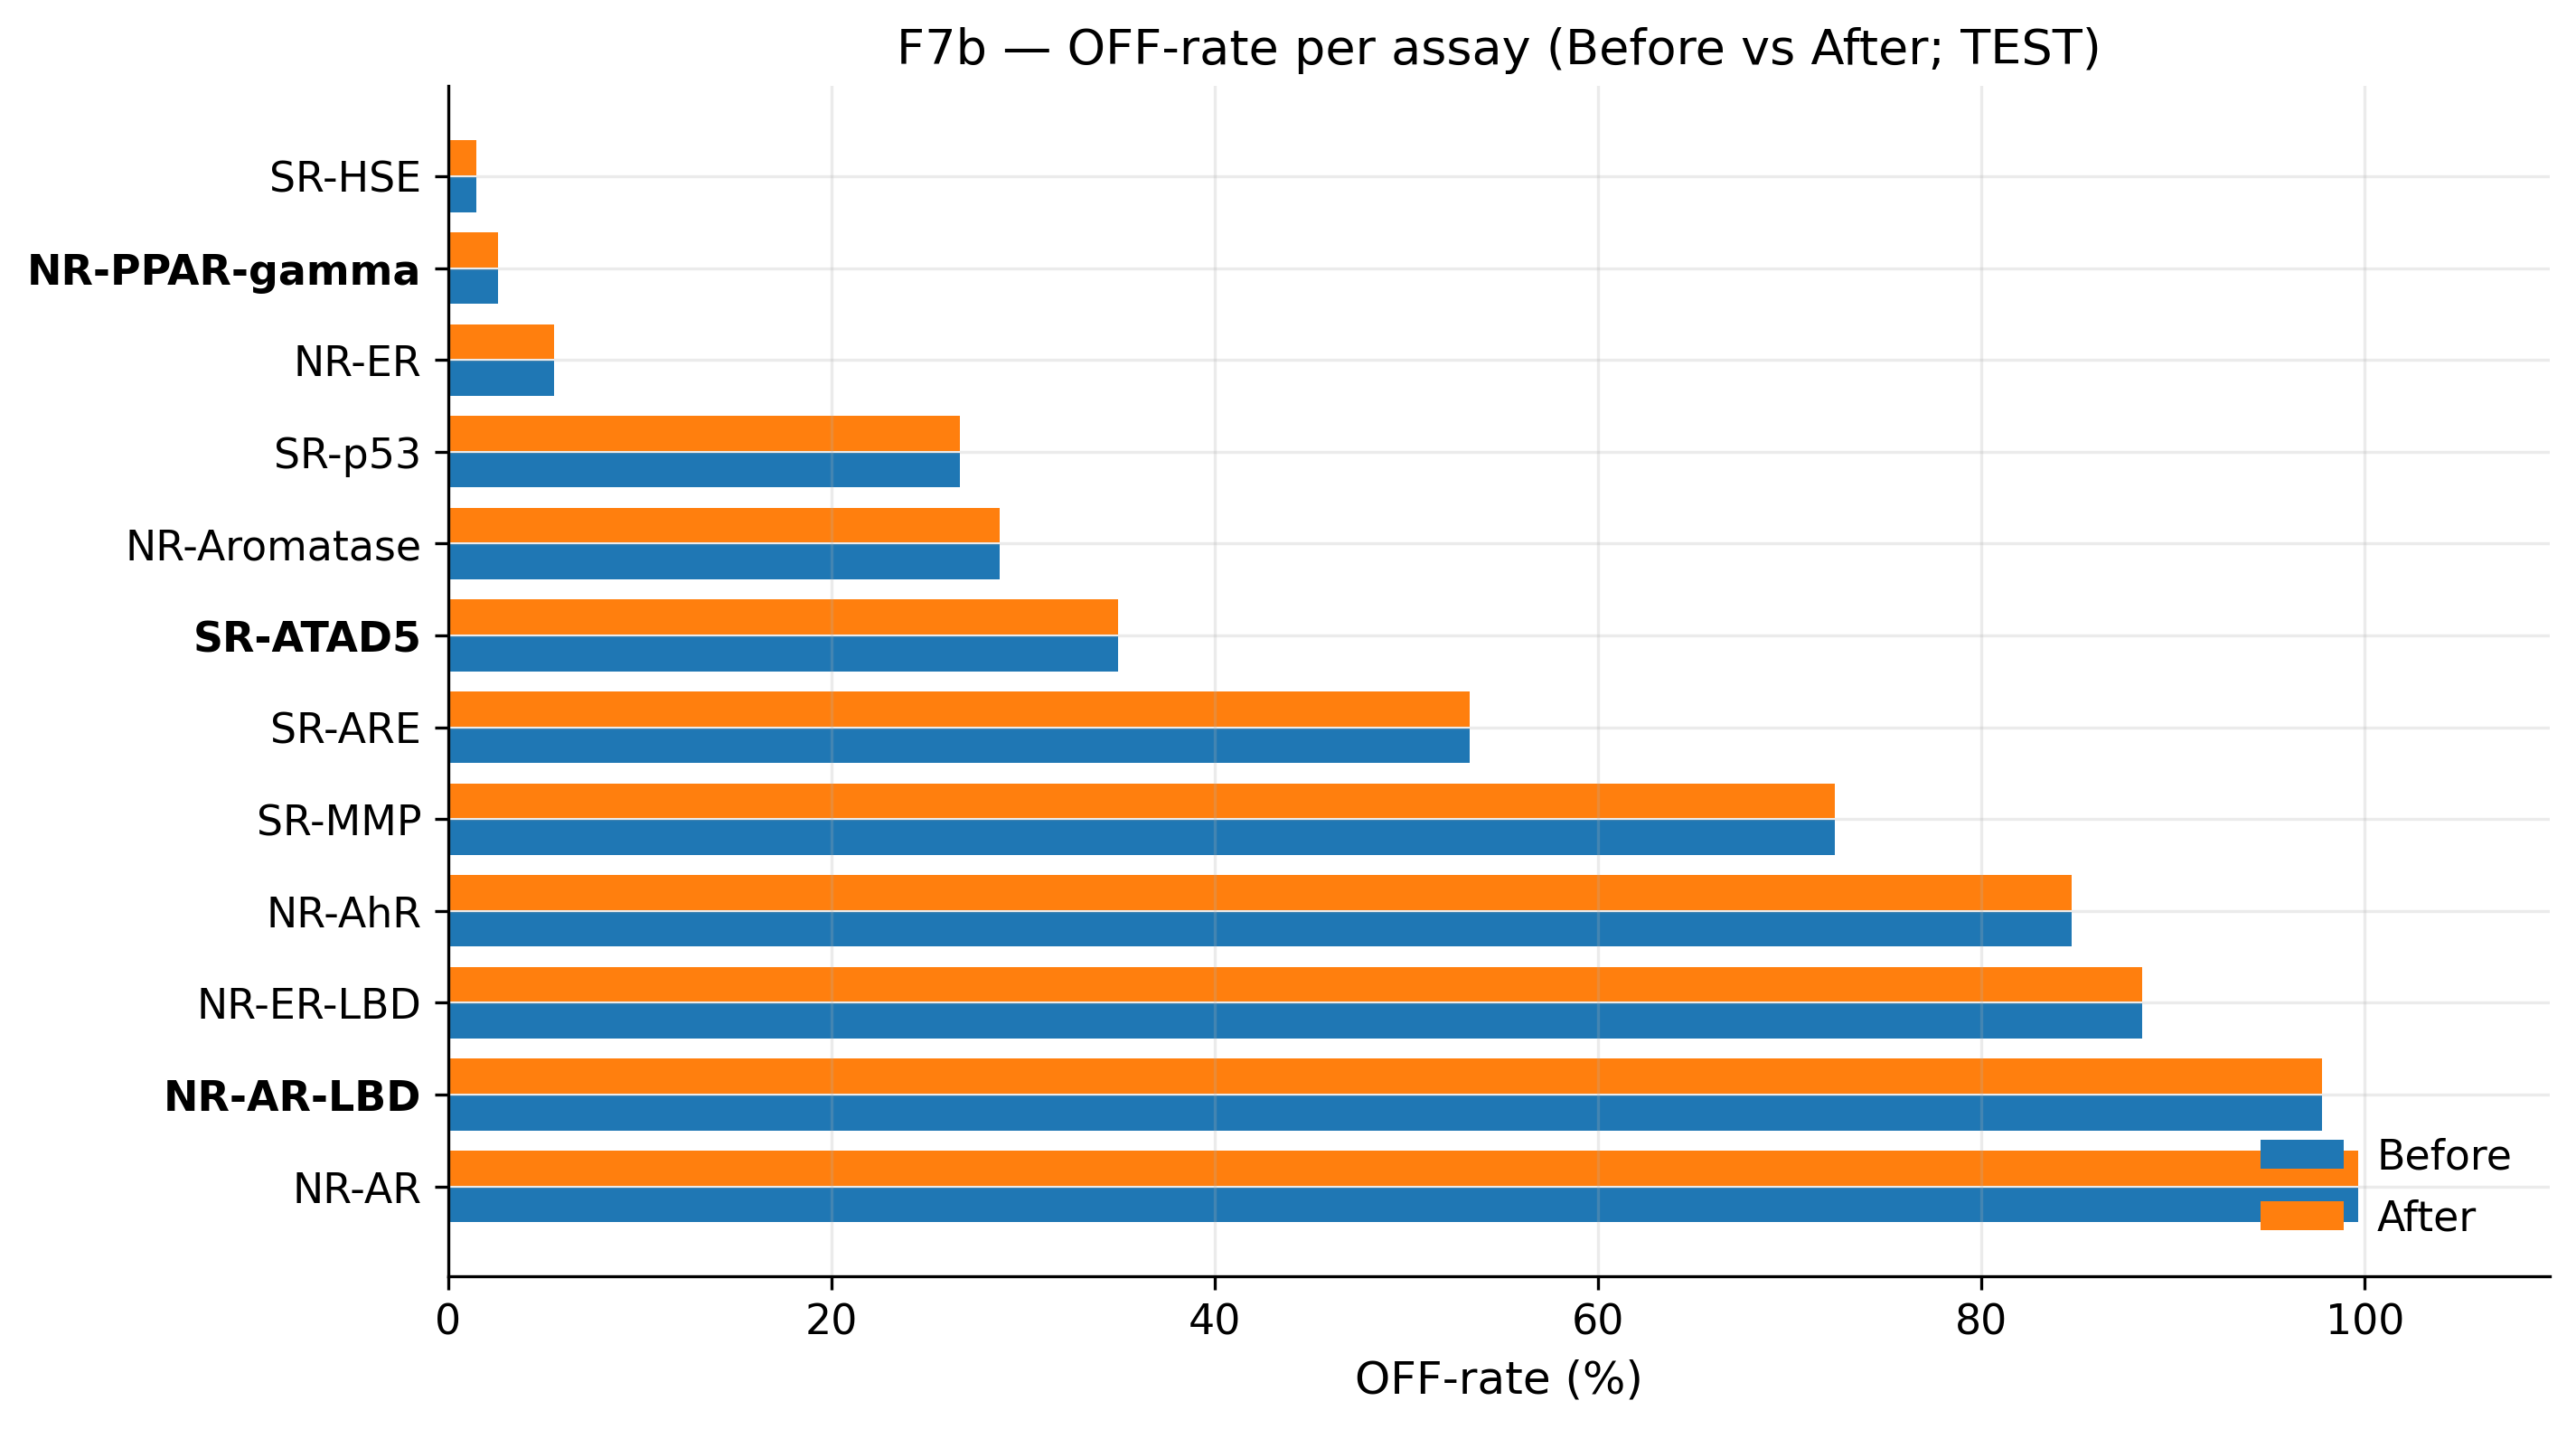 F7b — OFF-rate per assay (Before vs After; TEST)
SR-HSE
NR-PPAR-gamma
NR-ER
SR-p53
NR-Aromatase
SR-ATAD5
SR-ARE
SR-MMP
NR-AhR
NR-ER-LBD
NR-AR-LBD
NR-AR
Before
After
0 20 40 60 80 100
OFF-rate (%)